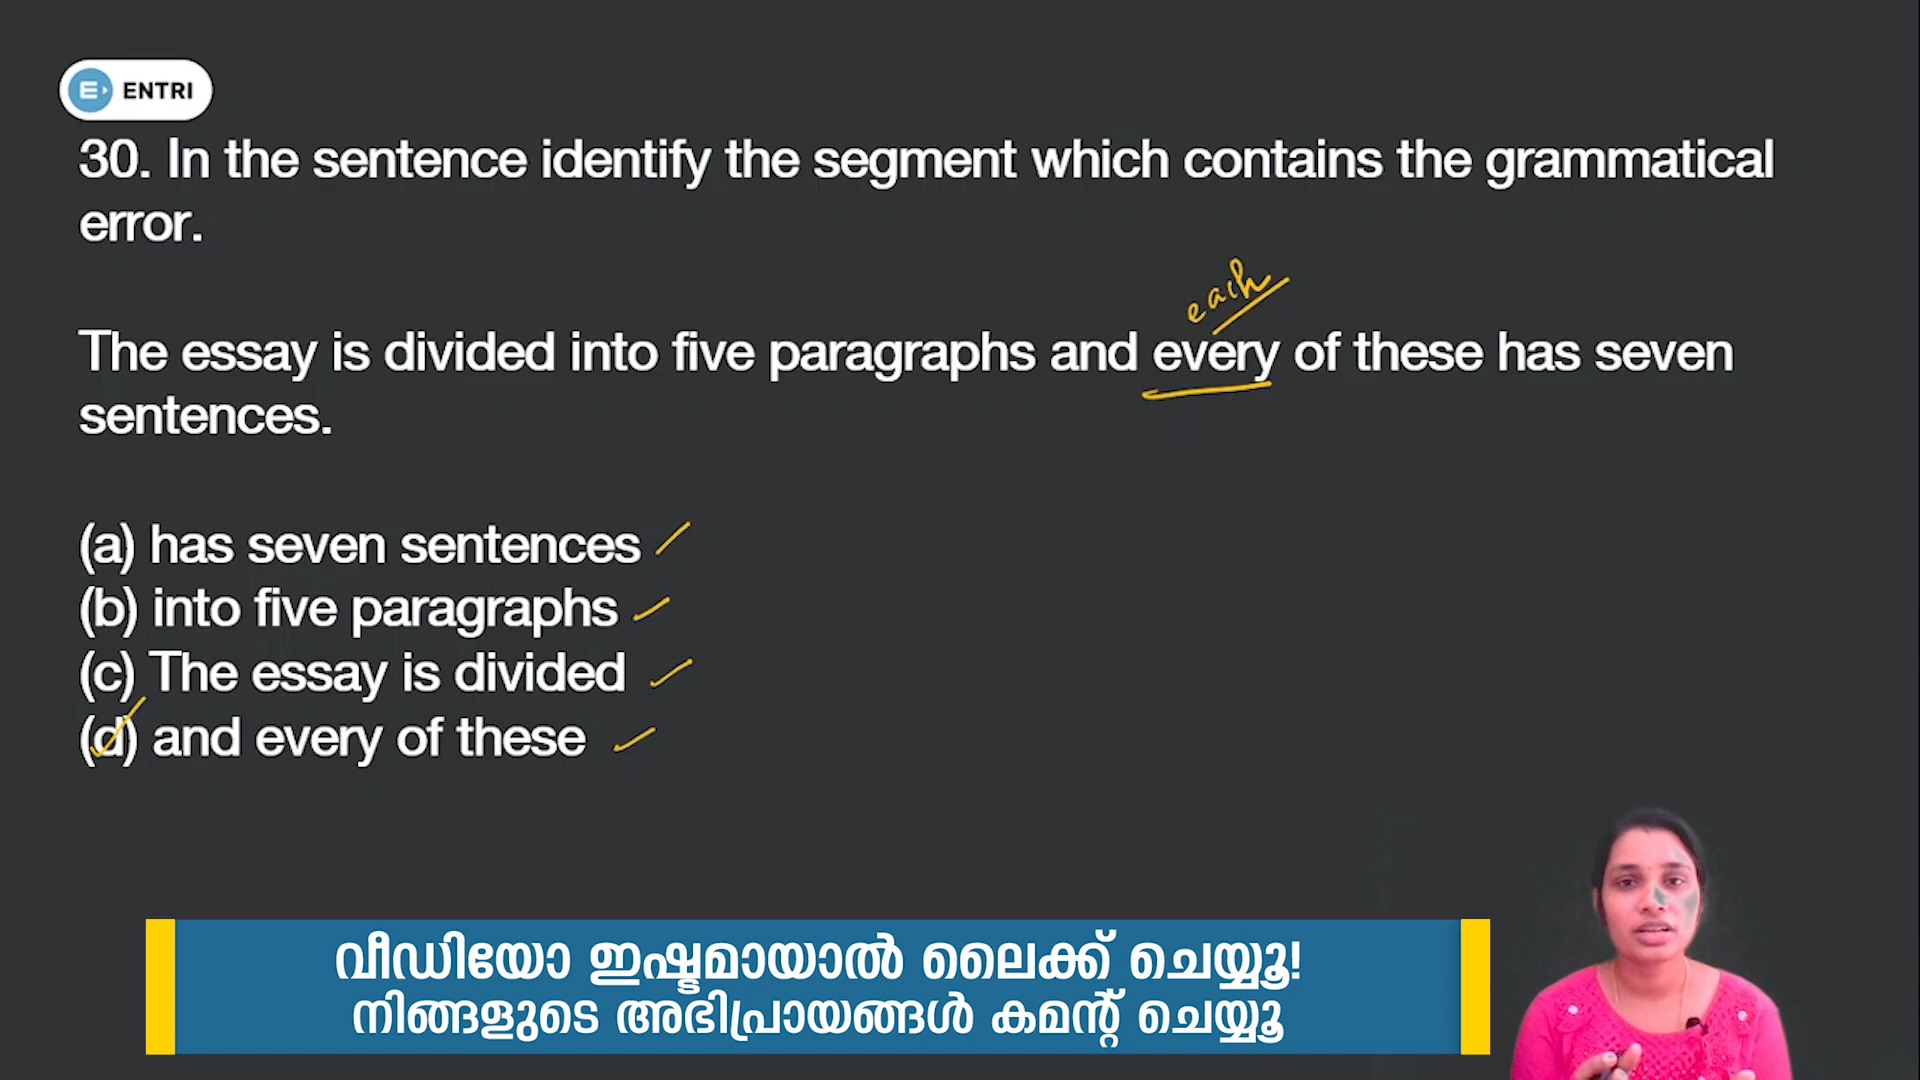 ENTRI
30. In the sentence identify the segment which contains the grammatical
error.
each
The essay is divided into five paragraphs and every of these has seven
sentences.
(a) has seven sentences
(b) into five paragraphs
(c) The essay is divided
(d) and every of these
വീഡിയോ ഇഷ്ടമായാൽ ലൈക്ക് ചെയ്യൂ!
നിങ്ങളുടെ അഭിപ്രായങ്ങൾ കമന്റ് ചെയ്യൂ